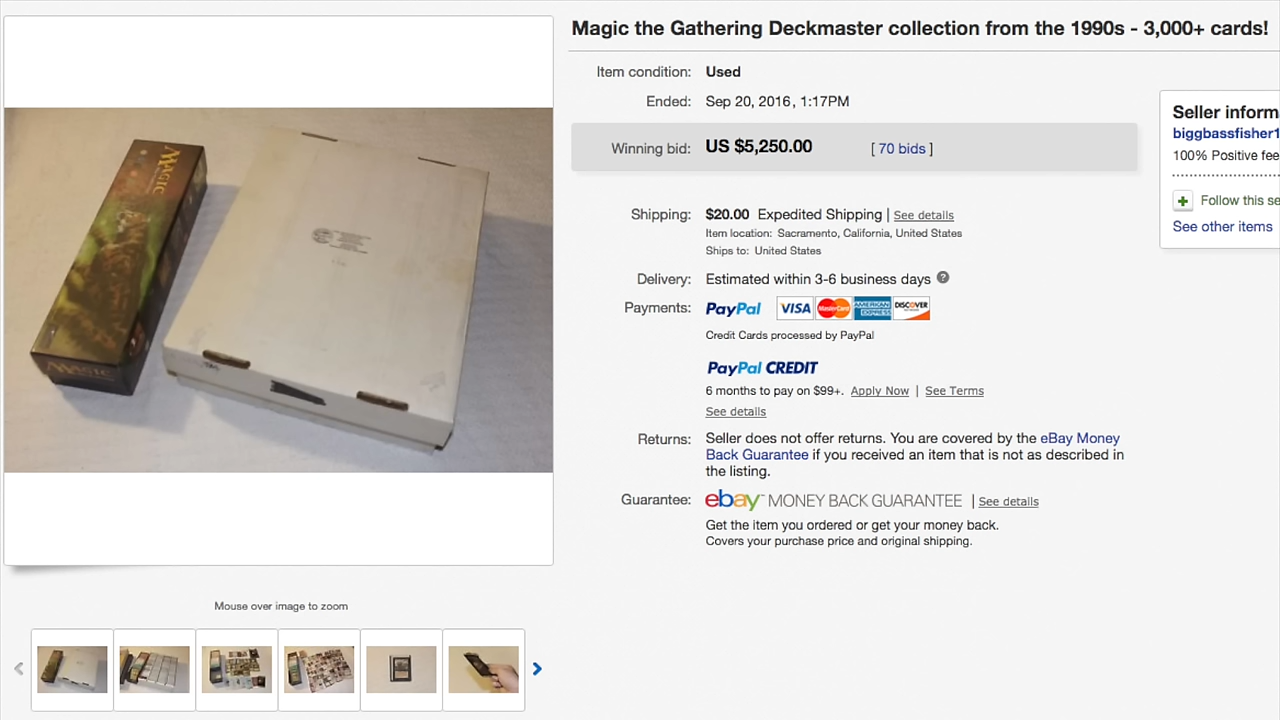 Magic the Gathering Deckmaster collection from the 1990s - 3,000+ cards!
Item condition: Used
Ended: Sep 20, 2016, 1:17PM
Winning bid: US $5,250.00 [ 70 bids ]
Shipping: $20.00 Expedited Shipping | See details
Item location: Sacramento, California, United States
Ships to: United States
Delivery: Estimated within 3-6 business days ?
Payments: PayPal VISA MasterCard AMERICAN EXPRESS DISCOVER
Credit Cards processed by PayPal
PayPal CREDIT
6 months to pay on $99+. Apply Now | See Terms
See details
Returns: Seller does not offer returns. You are covered by the eBay Money
Back Guarantee if you received an item that is not as described in
the listing.
Guarantee: ebay MONEY BACK GUARANTEE | See details
Get the item you ordered or get your money back.
Covers your purchase price and original shipping.
Seller inform
biggbassfisher1
100% Positive fee
Follow this se
See other items
MAGIC
MAGIC
Mouse over image to zoom